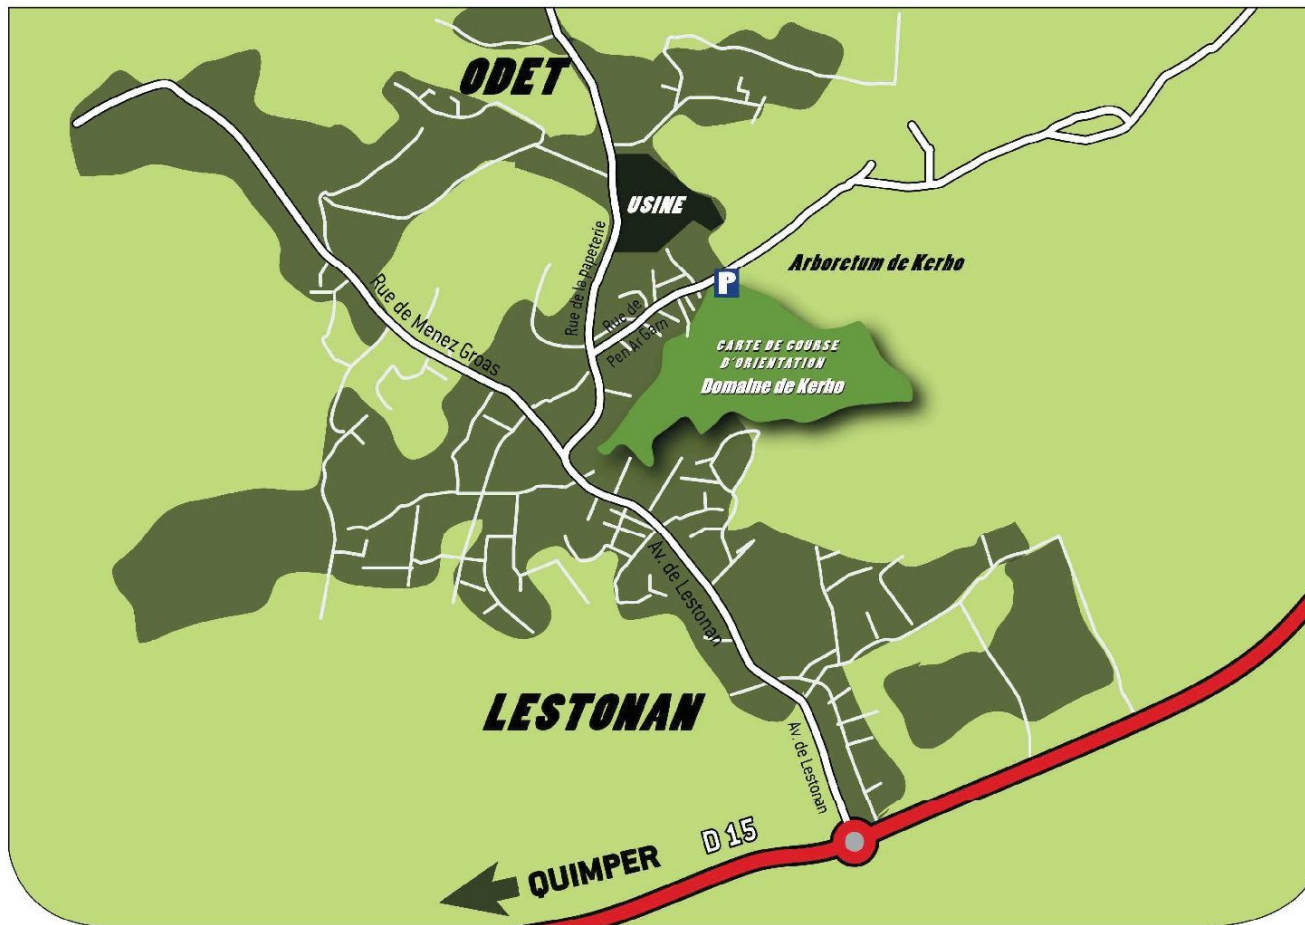 ODET
USINE
Rue de la papeterie
Arboretum de Kerho
P
Rue de Menez Groas
Rue de
Pen Ar Garn
CARTE DE COURSE
D'ORIENTATION
Domaine de Kerho
Av. de Lestonan
LESTONAN
Av. de Lestonan
D 15
QUIMPER